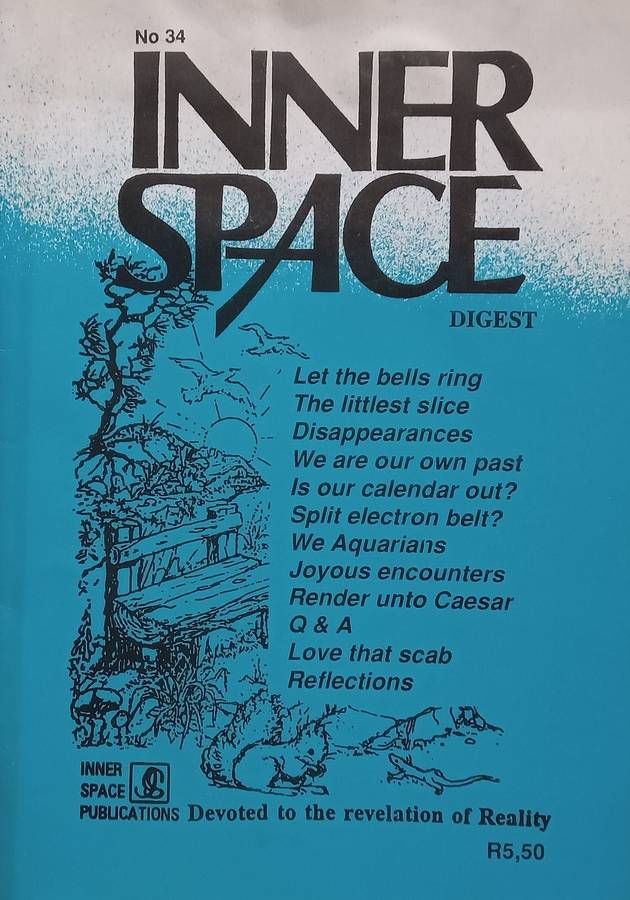 No 34
INNER
SPACE
DIGEST
Let the bells ring
The littlest slice
Disappearances
We are our own past
Is our calendar out?
Split electron belt?
We Aquarians
Joyous encounters
Render unto Caesar
Q & A
Love that scab
Reflections
INNER
SPACE
PUBLICATIONS Devoted to the revelation of Reality
R5,50